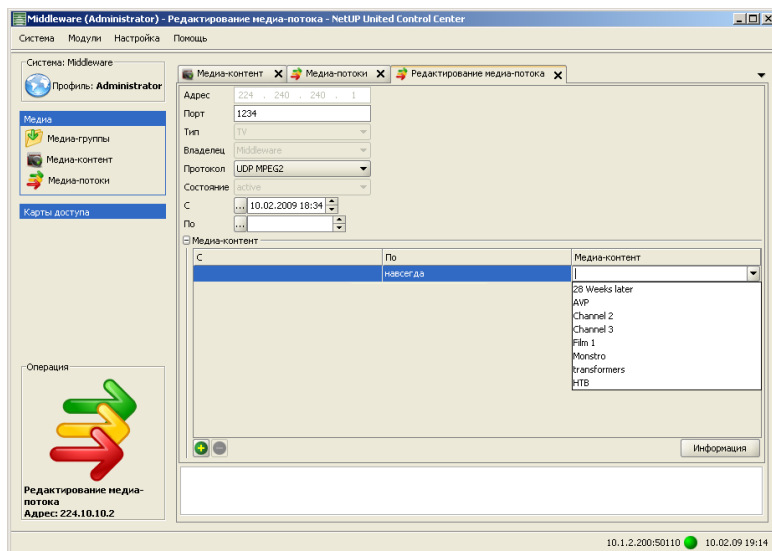 Middleware (Administrator) - Редактирование медиа-потока - NetUP United Control Center
Система Модули Настройка Помощь
Система: Middleware
Профиль: Administrator
Медиа
Медиа-группы
Медиа-контент
Медиа-потоки
Карты доступа
Операция
Редактирование медиа-
потока
Адрес: 224.10.10.2
Медиа-контент Медиа-потоки Редактирование медиа-потока
Адрес 224 . 240 . 240 . 1
Порт 1234
Тип TV
Владелец Middleware
Протокол UDP MPEG2
Состояние active
С ... 10.02.2009 18:34
По ...
Медиа-контент
С По Медиа-контент
навсегда
28 Weeks later
AVP
Channel 2
Channel 3
Film 1
Monstro
transformers
НТВ
Информация
10.1.2.200:50110 10.02.09 19:14